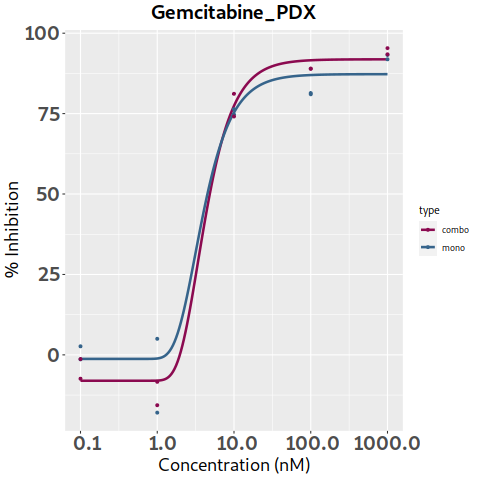 Gemcitabine_PDX
100
75
50
25
0
% Inhibition
0.1 1.0 10.0 100.0 1000.0
Concentration (nM)
type
combo
mono